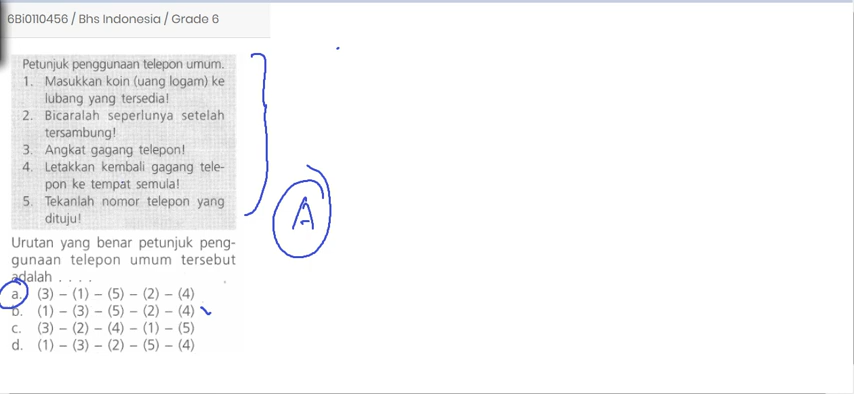 6Bi0110456 / Bhs Indonesia / Grade 6
Petunjuk penggunaan telepon umum.
1. Masukkan koin (uang logam) ke
lubang yang tersedia!
2. Bicaralah seperlunya setelah
tersambung!
3. Angkat gagang telepon!
4. Letakkan kembali gagang tele-
pon ke tempat semula!
5. Tekanlah nomor telepon yang
dituju!
A
Urutan yang benar petunjuk peng-
gunaan telepon umum tersebut
adalah . . . .
a. (3) – (1) – (5) – (2) – (4)
b. (1) – (3) – (5) – (2) – (4)
c. (3) – (2) – (4) – (1) – (5)
d. (1) – (3) – (2) – (5) – (4)